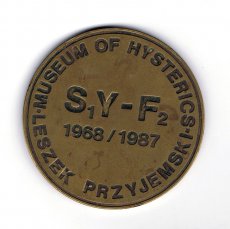 MUSEUM OF HYSTERICS·
LESZEK PRZYJEMSKI·
S₁Y-F₂
1968/1987